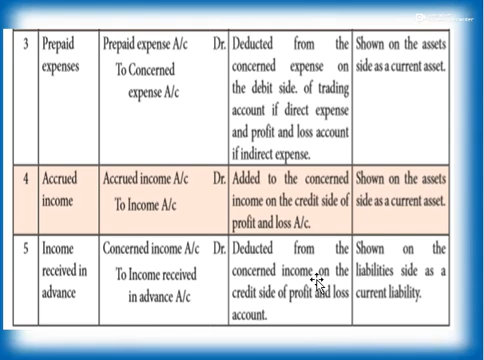 3 Prepaid expenses
Prepaid expense A/c Dr.
To Concerned
expense A/c
Deducted from the
concerned expense on
the debit side. of trading
account if direct expense
and profit and loss account
if indirect expense.
Shown on the assets
side as a current asset.
4 Accrued income
Accrued income A/c Dr.
To Income A/c
Added to the concerned
income on the credit side of
profit and loss A/c.
Shown on the assets
side as a current asset.
5 Income received in advance
Concerned income A/c Dr.
To Income received
in advance A/c
Deducted from the
concerned income on the
credit side of profit and loss
account.
Shown on the
liabilities side as a
current liability.